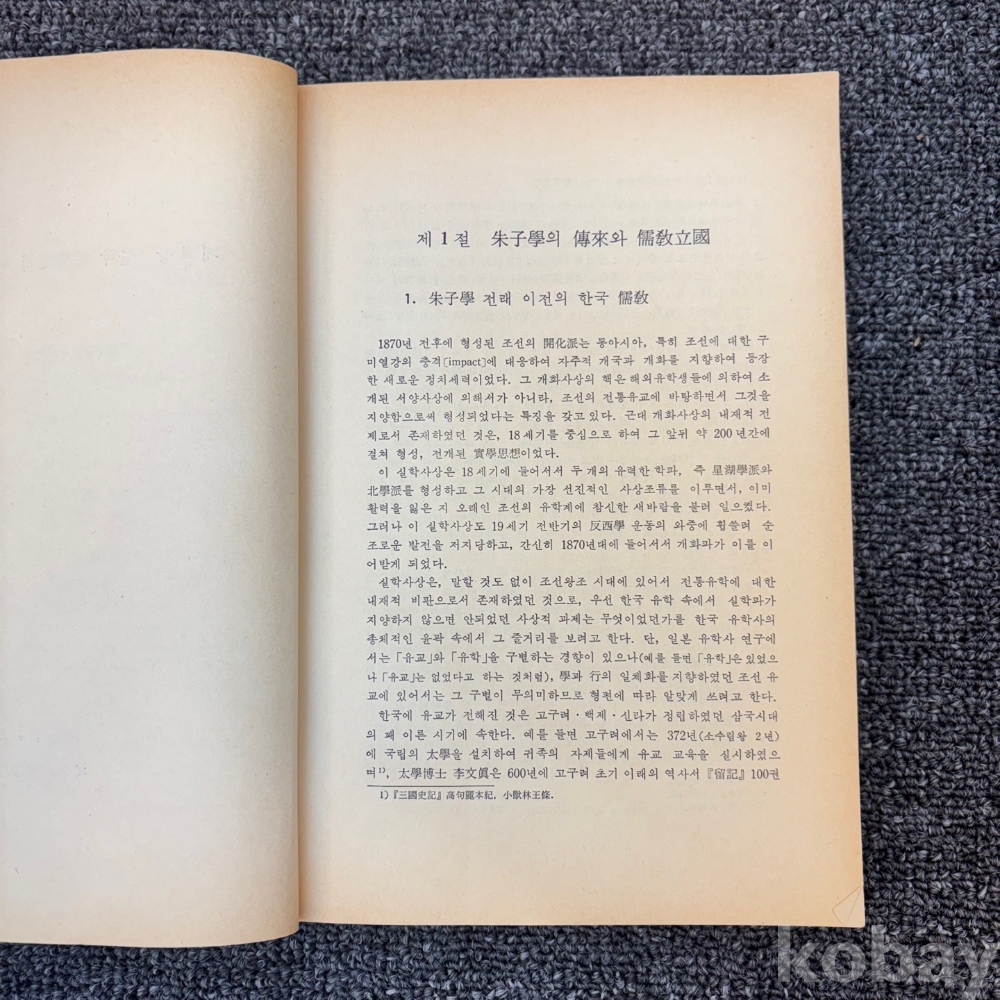 제 1 절 朱子學의 傳來와 儒敎立國
1. 朱子學 전래 이전의 한국 儒敎
1870년 전후에 형성된 조선의 開化派는 동아시아, 특히 조선에 대한 구
미열강의 충격[impact]에 대응하여 자주적 개국과 개화를 지향하여 등장
한 새로운 정치세력이었다. 그 개화사상의 핵은 해외유학생들에 의하여 소
개된 서양사상에 의해서가 아니라, 조선의 전통유교에 바탕하면서 그것을
지양함으로써 형성되었다는 특징을 갖고 있다. 근대 개화사상의 내재적 전
제로서 존재하였던 것은, 18세기를 중심으로 하여 그 앞뒤 약 200년간에
걸쳐 형성, 전개된 實學思想이었다.
이 실학사상은 18세기에 들어서서 두 개의 유력한 학파, 즉 星湖學派와
北學派를 형성하고 그 시대의 가장 선진적인 사상조류를 이루면서, 이미
활력을 잃은 지 오래인 조선의 유학계에 참신한 새바람을 불러 일으켰다.
그러나 이 실학사상도 19세기 전반기의 反西學 운동의 와중에 휩쓸려 순
조로운 발전을 저지당하고, 간신히 1870년대에 들어서서 개화파가 이를 이
어받게 되었다.
실학사상은, 말할 것도 없이 조선왕조 시대에 있어서 전통유학에 대한
내재적 비판으로서 존재하였던 것으로, 우선 한국 유학 속에서 실학파가
지양하지 않으면 안되었던 사상적 과제는 무엇이었던가를 한국 유학사의
총체적인 윤곽 속에서 그 줄거리를 보려고 한다. 단, 일본 유학사 연구에
서는 「유교」와 「유학」을 구별하는 경향이 있으나(예를 들면 「유학」은 있었으
나 「유교」는 없었다고 하는 것처럼), 學과 行의 일체화를 지향하였던 조선 유
교에 있어서는 그 구별이 무의미하므로 형편에 따라 알맞게 쓰려고 한다.
한국에 유교가 전해진 것은 고구려·백제·신라가 정립하였던 삼국시대
의 꽤 이른 시기에 속한다. 예를 들면 고구려에서는 372년(소수림왕 2년)
에 국립의 太學을 설치하여 귀족의 자제들에게 유교 교육을 실시하였으
며¹⁾, 太學博士 李文眞은 600년에 고구려 초기 이래의 역사서 『留記』 100권
1) 『三國史記』 高句麗本紀, 小獸林王條.
kobay